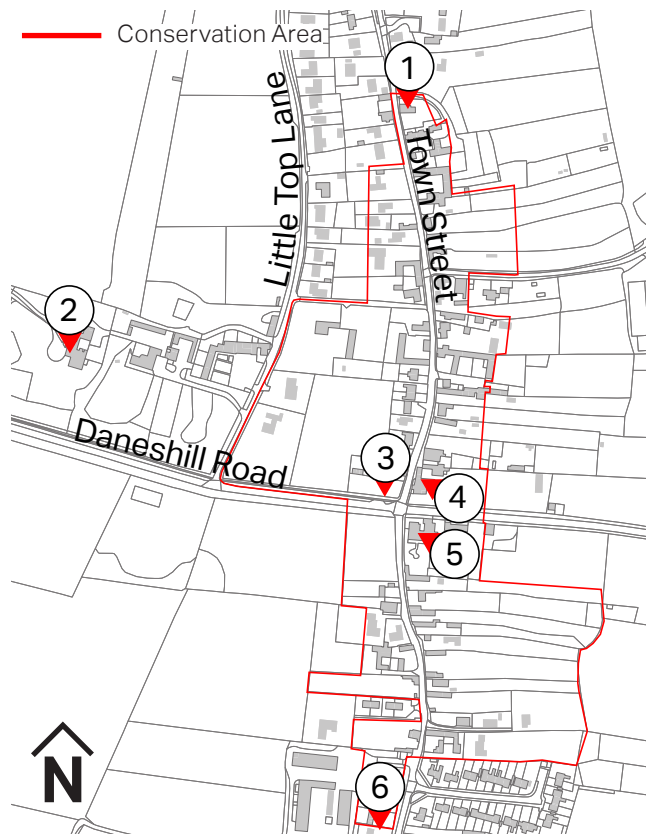 Conservation Area
1
Little Top Lane
Town Street
2
Daneshill Road
3
4
5
N
6